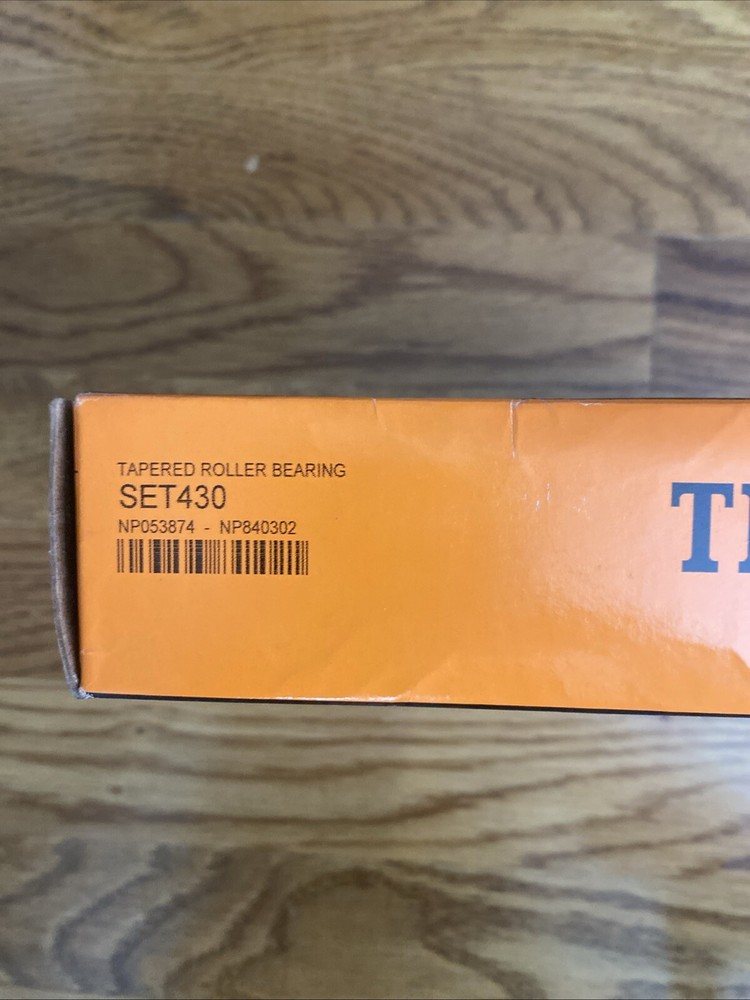 TAPERED ROLLER BEARING
SET430
NP053874 - NP840302